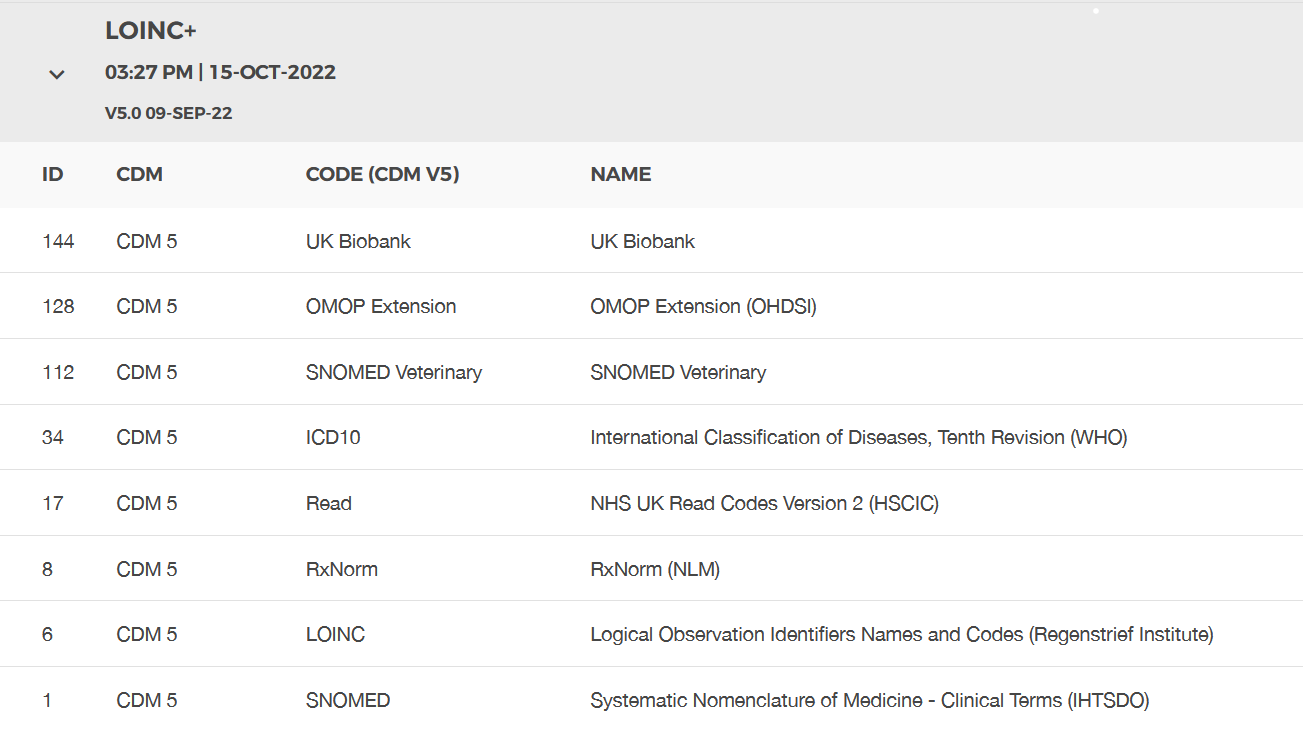 LOINC+
03:27 PM | 15-OCT-2022
V5.0 09-SEP-22
ID CDM CODE (CDM V5) NAME
144 CDM 5 UK Biobank UK Biobank
128 CDM 5 OMOP Extension OMOP Extension (OHDSI)
112 CDM 5 SNOMED Veterinary SNOMED Veterinary
34 CDM 5 ICD10 International Classification of Diseases, Tenth Revision (WHO)
17 CDM 5 Read NHS UK Read Codes Version 2 (HSCIC)
8 CDM 5 RxNorm RxNorm (NLM)
6 CDM 5 LOINC Logical Observation Identifiers Names and Codes (Regenstrief Institute)
1 CDM 5 SNOMED Systematic Nomenclature of Medicine - Clinical Terms (IHTSDO)